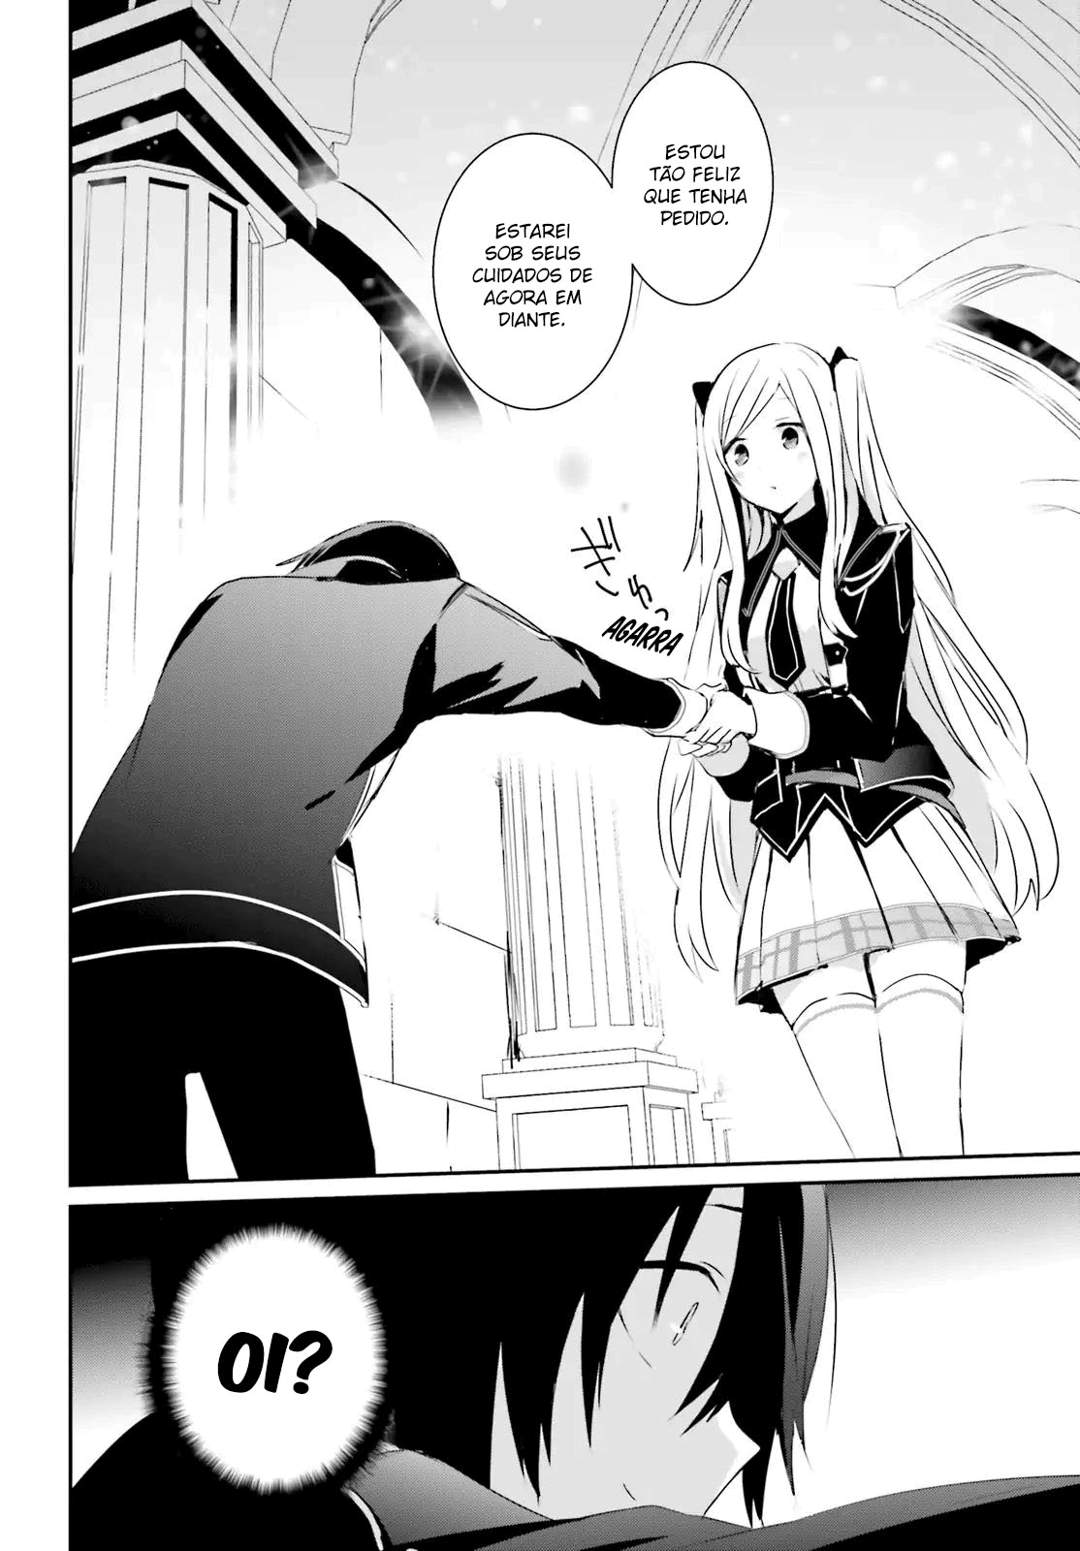 ESTOU
TÃO FELIZ
QUE TENHA
PEDIDO.
ESTAREI
SOB SEUS
CUIDADOS DE
AGORA EM
DIANTE.
AGARRA
OI?